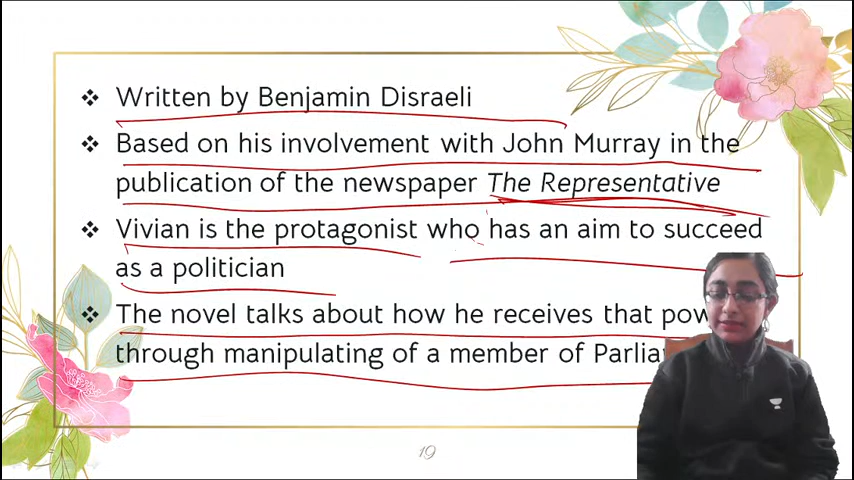 Written by Benjamin Disraeli
Based on his involvement with John Murray in the
publication of the newspaper The Representative
Vivian is the protagonist who has an aim to succeed
as a politician
The novel talks about how he receives that
through manipulating of a member of
19